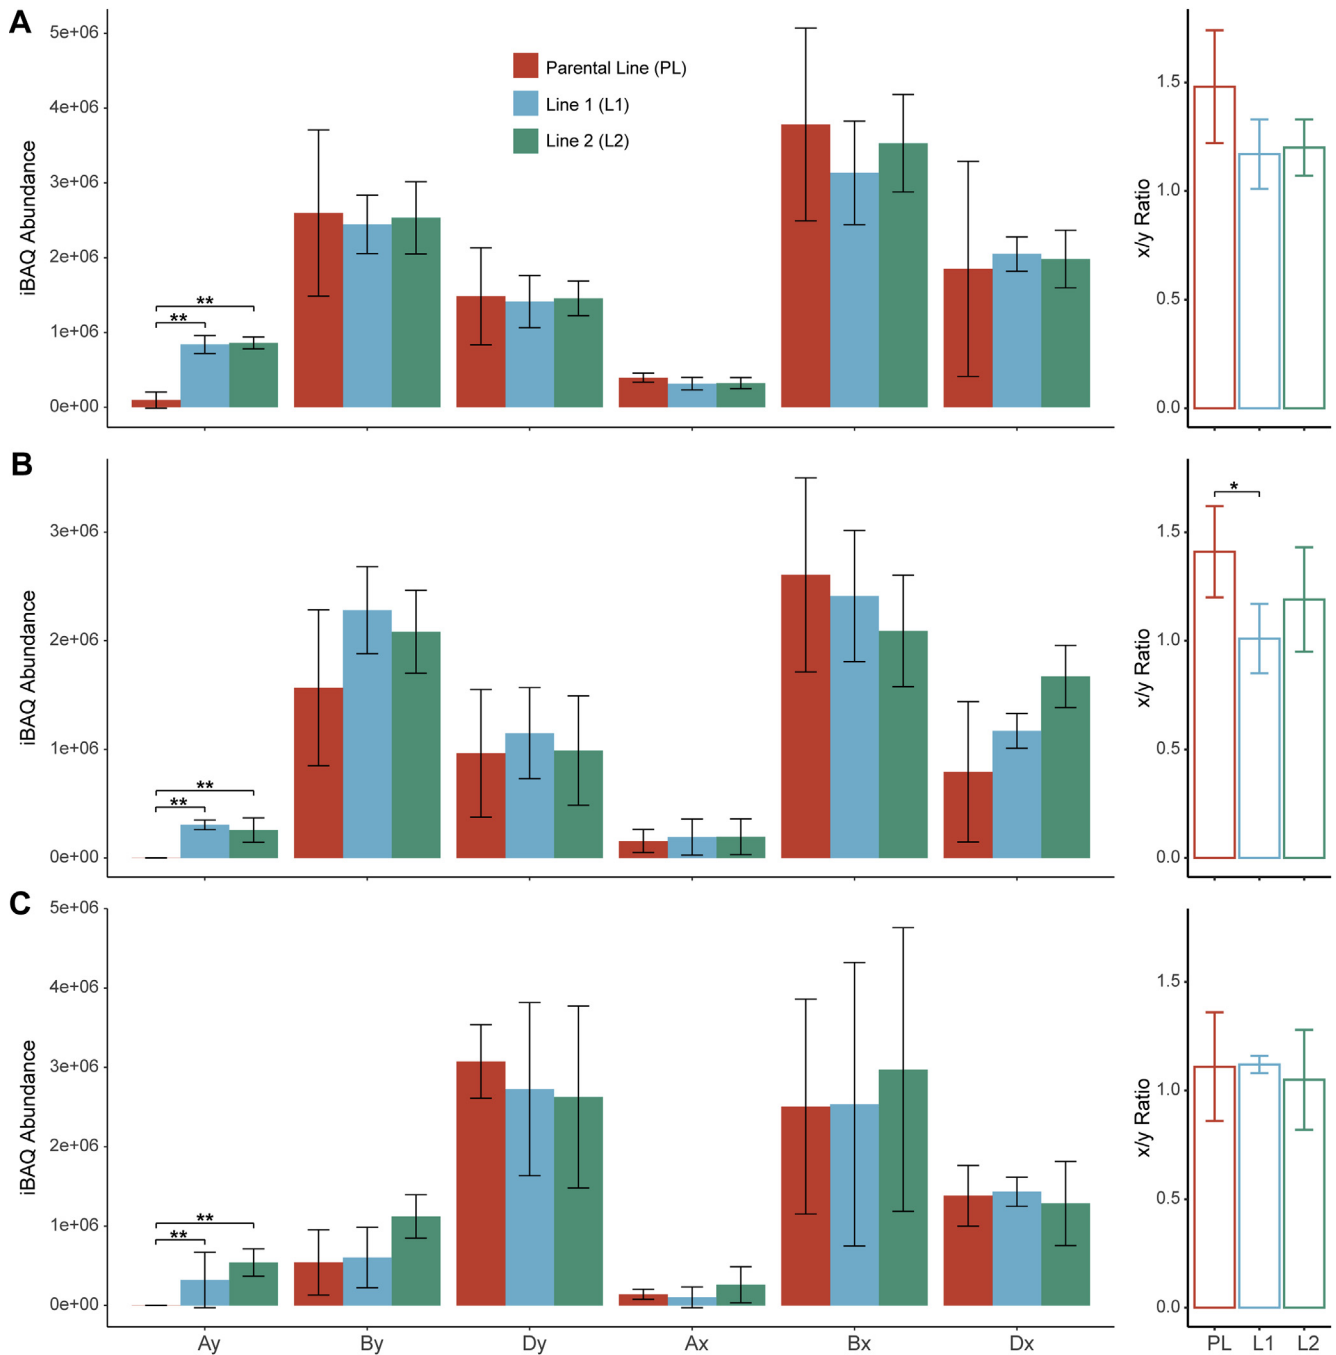 A
5e+06
4e+06
3e+06
2e+06
1e+06
0e+00
iBAQ Abundance
Parental Line (PL)
Line 1 (L1)
Line 2 (L2)
**
**
x/y Ratio
1.5
1.0
0.5
0.0
B
3e+06
2e+06
1e+06
0e+00
iBAQ Abundance
**
**
x/y Ratio
1.5
1.0
0.5
0.0
*
C
5e+06
4e+06
3e+06
2e+06
1e+06
0e+00
iBAQ Abundance
**
**
Ay By Dy Ax Bx Dx
x/y Ratio
1.5
1.0
0.5
0.0
PL L1 L2